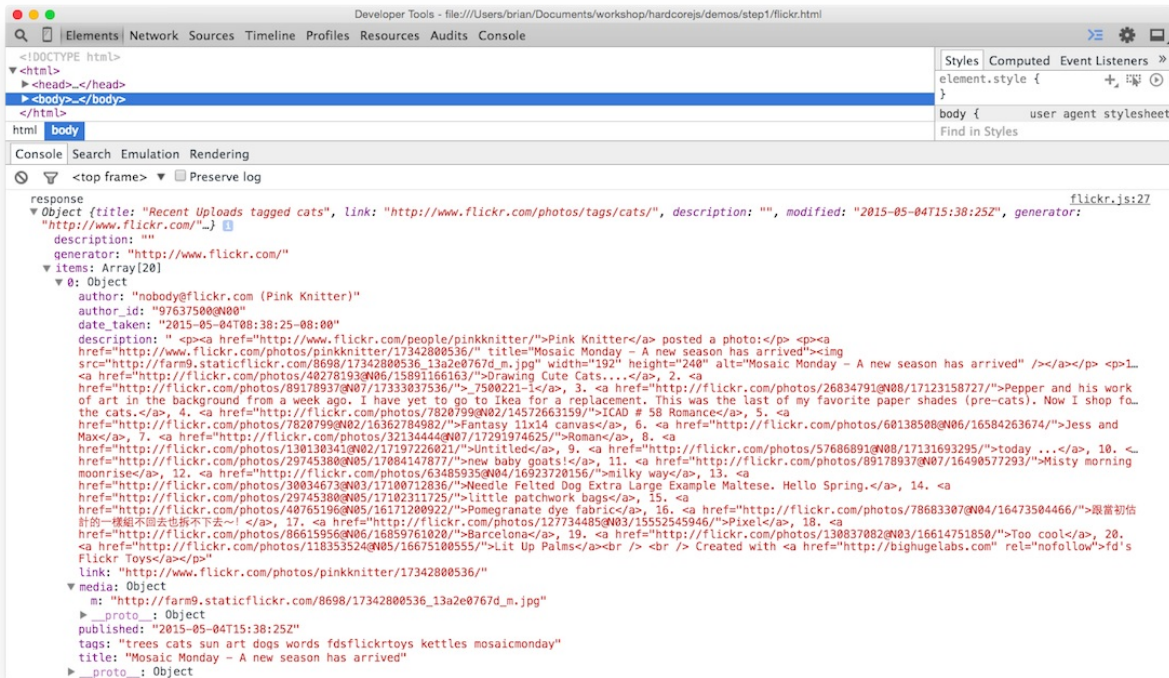 Developer Tools - file:///Users/brian/Documents/workshop/hardcorejs/demos/step1/flickr.html
Elements Network Sources Timeline Profiles Resources Audits Console
<!DOCTYPE html>
▼<html>
▶<head>…</head>
▶<body>…</body>
</html>
html body
Styles Computed Event Listeners »
element.style {
}
body { user agent stylesheet
Find in Styles
Console Search Emulation Rendering
<top frame> ▼ Preserve log
response flickr.js:27
▼ Object {title: "Recent Uploads tagged cats", link: "http://www.flickr.com/photos/tags/cats/", description: "", modified: "2015-05-04T15:38:25Z", generator:
"http://www.flickr.com/"…}
description: ""
generator: "http://www.flickr.com/"
▼ items: Array[20]
▼ 0: Object
author: "nobody@flickr.com (Pink Knitter)"
author_id: "97637500@N00"
date_taken: "2015-05-04T08:38:25-08:00"
description: " <p><a href="http://www.flickr.com/people/pinkknitter/">Pink Knitter</a> posted a photo:</p> <p><a
href="http://www.flickr.com/photos/pinkknitter/17342800536/" title="Mosaic Monday - A new season has arrived"><img
src="http://farm9.staticflickr.com/8698/17342800536_13a2e0767d_m.jpg" width="192" height="240" alt="Mosaic Monday - A new season has arrived" /></a></p> <p>1…
<a href="http://flickr.com/photos/40278193@N06/15891166163/">Drawing Cute Cats....</a>, 2. <a
href="http://flickr.com/photos/89178937@N07/17333037536/">_7500221-1</a>, 3. <a href="http://flickr.com/photos/26834791@N08/17123158727/">Pepper and his work
of art in the background from a week ago. I have yet to go to Ikea for a replacement. This was the last of my favorite paper shades (pre-cats). Now I shop fo…
the cats.</a>, 4. <a href="http://flickr.com/photos/7820799@N02/14572663159/">ICAD # 58 Romance</a>, 5. <a
href="http://flickr.com/photos/7820799@N02/16362784982/">Fantasy 11x14 canvas</a>, 6. <a href="http://flickr.com/photos/60138508@N06/16584263674/">Jess and
Max</a>, 7. <a href="http://flickr.com/photos/32134444@N07/17291974625/">Roman</a>, 8. <a
href="http://flickr.com/photos/130130341@N02/17197226021/">Untitled</a>, 9. <a href="http://flickr.com/photos/57686891@N08/17131693295/">today ...</a>, 10. <…
href="http://flickr.com/photos/29745380@N05/17084147877/">new baby goats!</a>, 11. <a href="http://flickr.com/photos/89178937@N07/16490577293/">Misty morning
moonrise</a>, 12. <a href="http://flickr.com/photos/63485935@N04/16923720156/">milky way</a>, 13. <a
href="http://flickr.com/photos/30034673@N03/17100712836/">Needle Felted Dog Extra Large Example Maltese. Hello Spring.</a>, 14. <a
href="http://flickr.com/photos/29745380@N05/17102311725/">little patchwork bags</a>, 15. <a
href="http://flickr.com/photos/40765196@N05/16171200922/">Pomegranate dye fabric</a>, 16. <a href="http://flickr.com/photos/78683307@N04/16473504466/">跟當初估
計的一樣組不回去也拆不下去～! </a>, 17. <a href="http://flickr.com/photos/127734485@N03/15552545946/">Pixel</a>, 18. <a
href="http://flickr.com/photos/86615956@N06/16859761020/">Barcelona</a>, 19. <a href="http://flickr.com/photos/130837082@N03/16614751850/">Too cool</a>, 20.
<a href="http://flickr.com/photos/118353524@N05/16675100555/">Lit Up Palms</a><br /> <br /> Created with <a href="http://bighugelabs.com" rel="nofollow">fd's
Flickr Toys</a></p>"
link: "http://www.flickr.com/photos/pinkknitter/17342800536/"
▼ media: Object
m: "http://farm9.staticflickr.com/8698/17342800536_13a2e0767d_m.jpg"
▶ __proto__: Object
published: "2015-05-04T15:38:25Z"
tags: "trees cats sun art dogs words fdsflickrtoys kettles mosaicmonday"
title: "Mosaic Monday - A new season has arrived"
▶ __proto__: Object